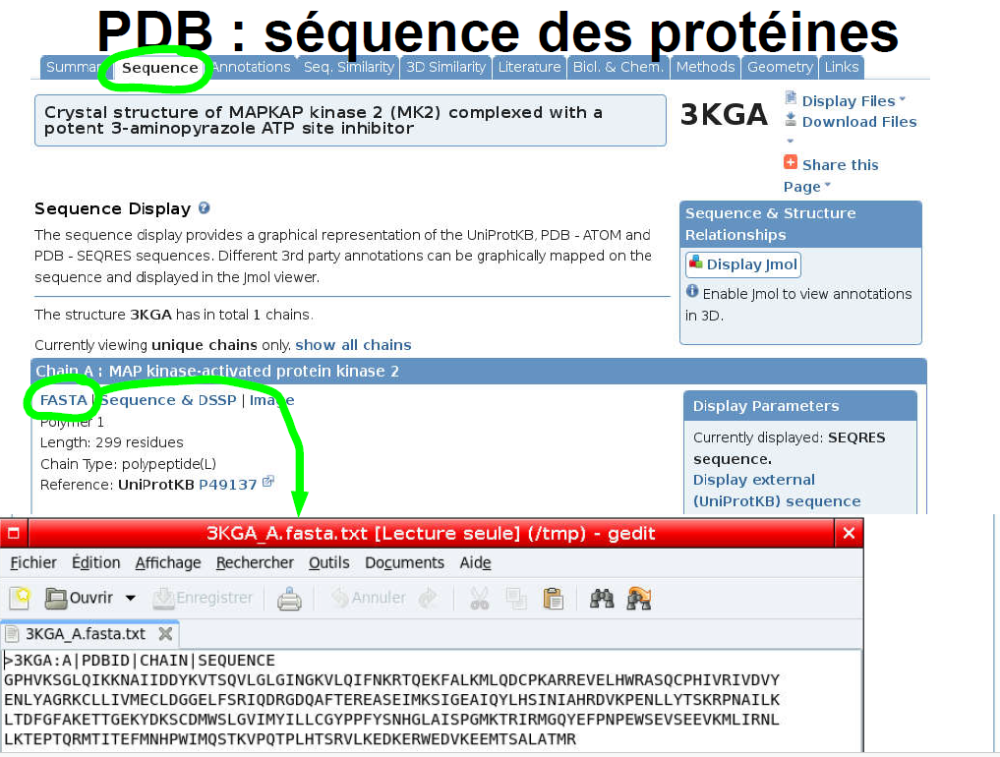 PDB : séquence des protéines
Summar Sequence Annotations Seq. Similarity 3D Similarity Literature Biol. & Chem. Methods Geometry Links
Crystal structure of MAPKAP kinase 2 (MK2) complexed with a
potent 3-aminopyrazole ATP site inhibitor
3KGA
Display Files
Download Files
Share this
Page
Sequence Display
The sequence display provides a graphical representation of the UniProtKB, PDB - ATOM and
PDB - SEQRES sequences. Different 3rd party annotations can be graphically mapped on the
sequence and displayed in the Jmol viewer.
Sequence & Structure
Relationships
Display Jmol
Enable Jmol to view annotations
in 3D.
The structure 3KGA has in total 1 chains.
Currently viewing unique chains only. show all chains
Chain A : MAP kinase-activated protein kinase 2
FASTA | Sequence & DSSP | Image
Polymer 1
Length: 299 residues
Chain Type: polypeptide(L)
Reference: UniProtKB P49137
Display Parameters
Currently displayed: SEQRES
sequence.
Display external
(UniProtKB) sequence
3KGA_A.fasta.txt [Lecture seule] (/tmp) - gedit
Fichier Édition Affichage Rechercher Outils Documents Aide
Ouvrir Enregistrer Annuler
3KGA_A.fasta.txt
>3KGA:A|PDBID|CHAIN|SEQUENCE
GPHVKSGLQIKKNAIIDDYKVTSQVLGLGINGKVLQIFNKRTQEKFALKMLQDCPKARREVELHWRASQCPHIVRIVDVY
ENLYAGRKCLLIVMECLDGGELFSRIQDRGDQAFTEREASEIMKSIGEAIQYLHSINIAHRDVKPENLLYTSKRPNAILK
LTDFGFAKETTGEKYDKSCDMWSLGVIMYILLCGYPPFYSNHGLAISPGMKTRIRMGQYEFPNPEWSEVSEEVKMLIRNL
LKTEPTQRMTITEFMNHPWIMQSTKVPQTPLHTSRVLKEDKERWEDVKEEMTSALATMR